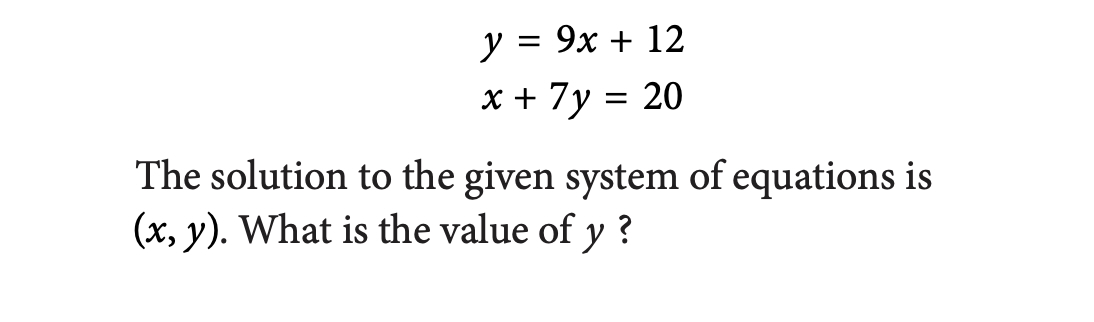 y = 9x + 12
x + 7y = 20
The solution to the given system of equations is
(x, y). What is the value of y ?